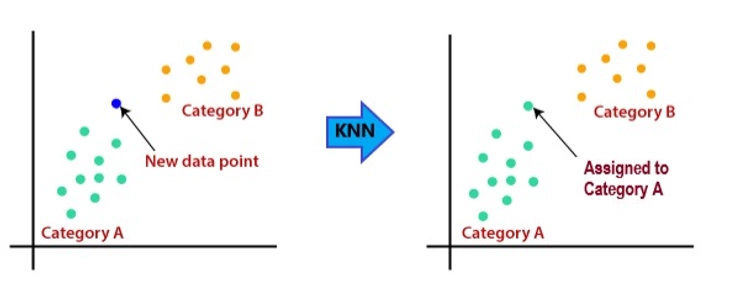 Category B
New data point
Category A
KNN
Category B
Assigned to
Category A
Category A